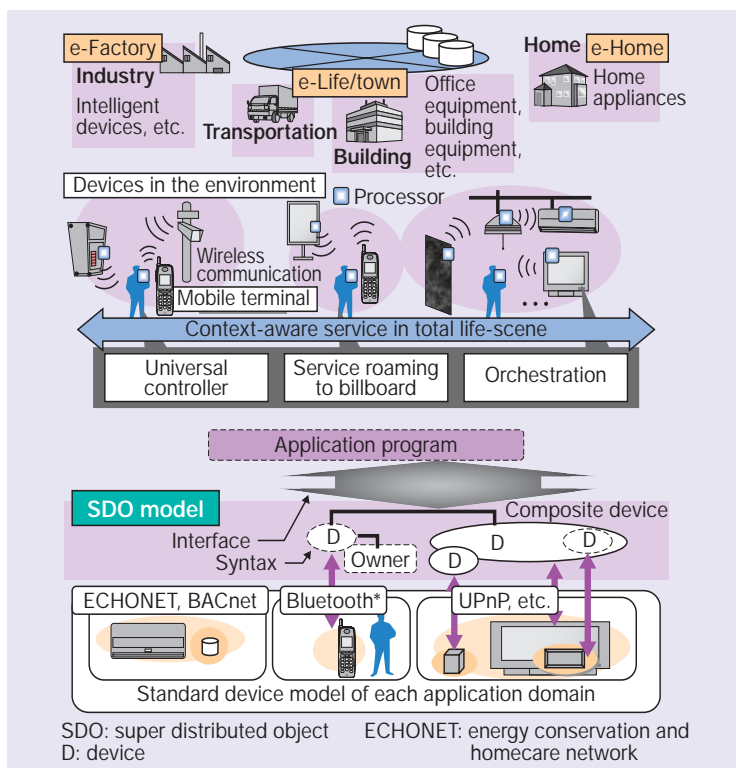 e-Factory
Industry
Intelligent
devices, etc.
Transportation
e-Life/town
Building
Office
equipment,
building
equipment,
etc.
Home
e-Home
Home
appliances
Devices in the environment
Processor
Wireless
communication
Mobile terminal
...
Context-aware service in total life-scene
Universal
controller
Service roaming
to billboard
Orchestration
Application program
SDO model
Composite device
Interface
Syntax
D
Owner
D
D
D
ECHONET, BACnet
Bluetooth*
UPnP, etc.
Standard device model of each application domain
SDO: super distributed object
D: device
ECHONET: energy conservation and
homecare network